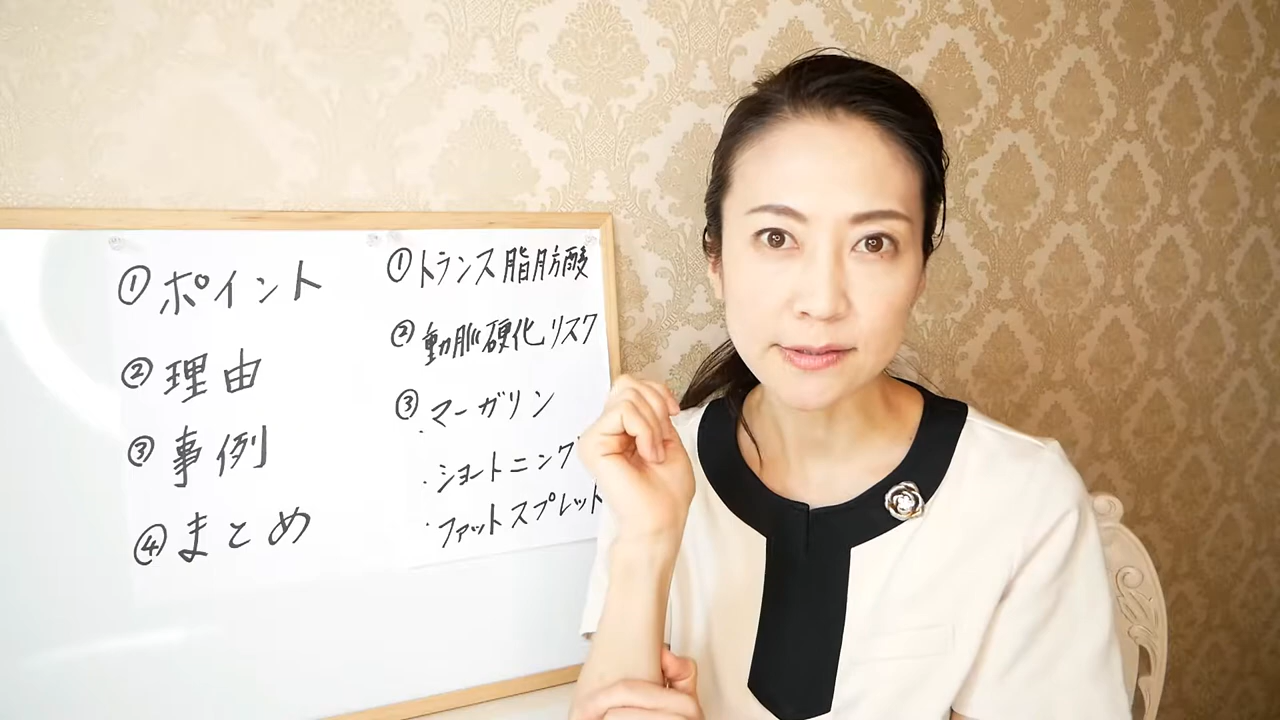 ①ポイント
②理由
③事例
④まとめ
①トランス脂肪酸
②動脈硬化リスク
③マーガリン
・ショートニング
・ファットスプレット